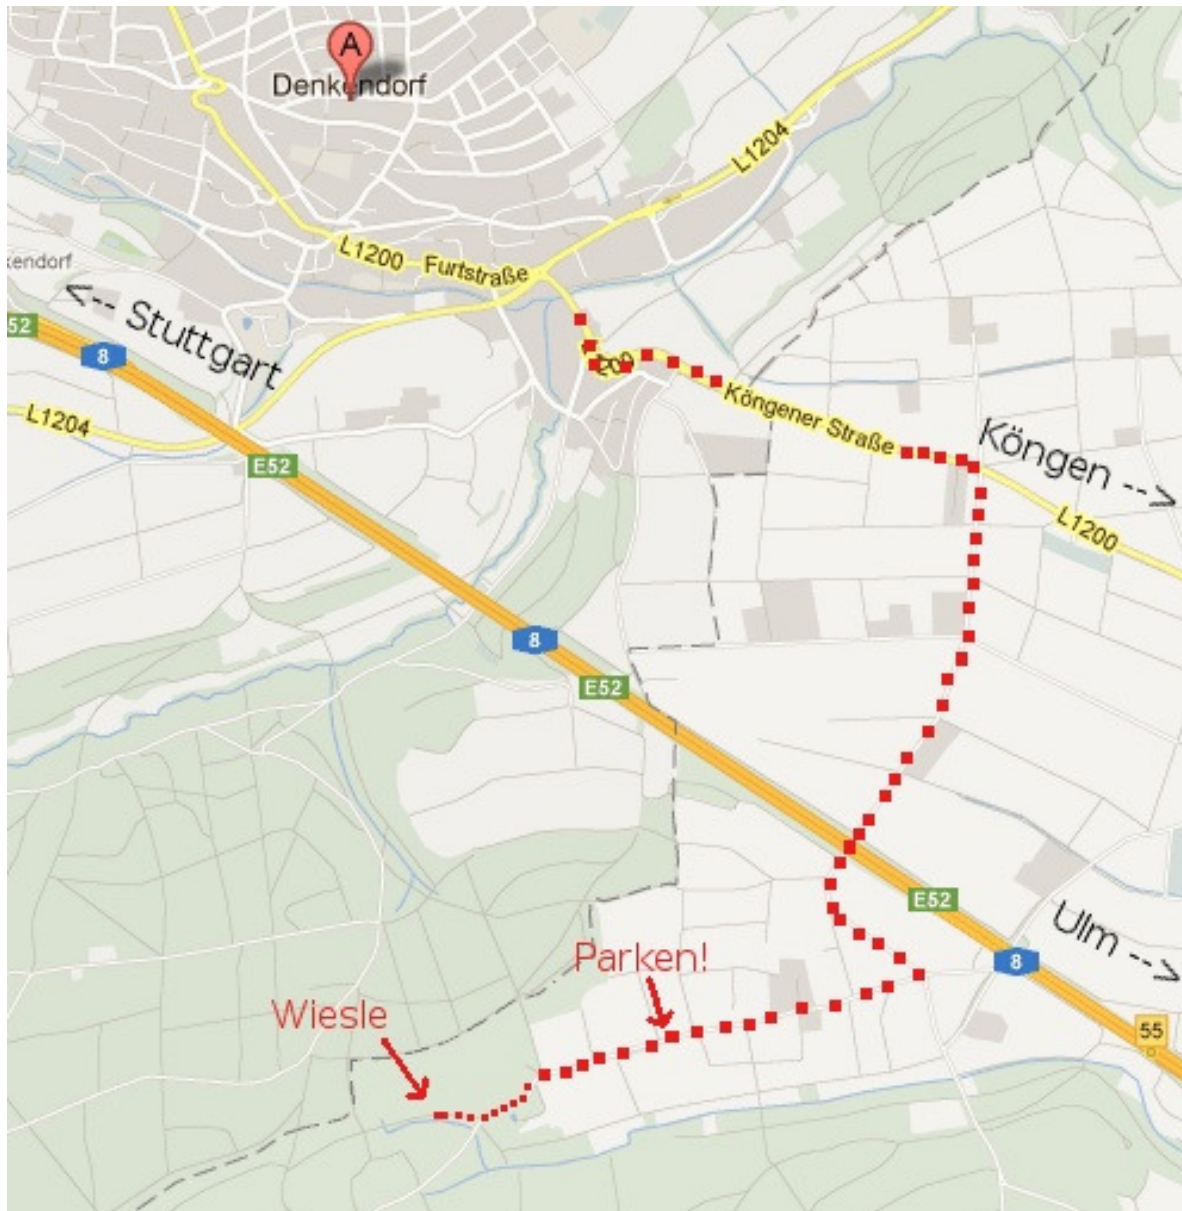 A
Denkendorf
L1204
L1200
Furtstraße
kendorf
<-- Stuttgart
52
8
L1204
E52
200
Köngener Straße
Köngen -->
L1200
8
E52
E52
Ulm -->
8
Parken!
Wiesle
55